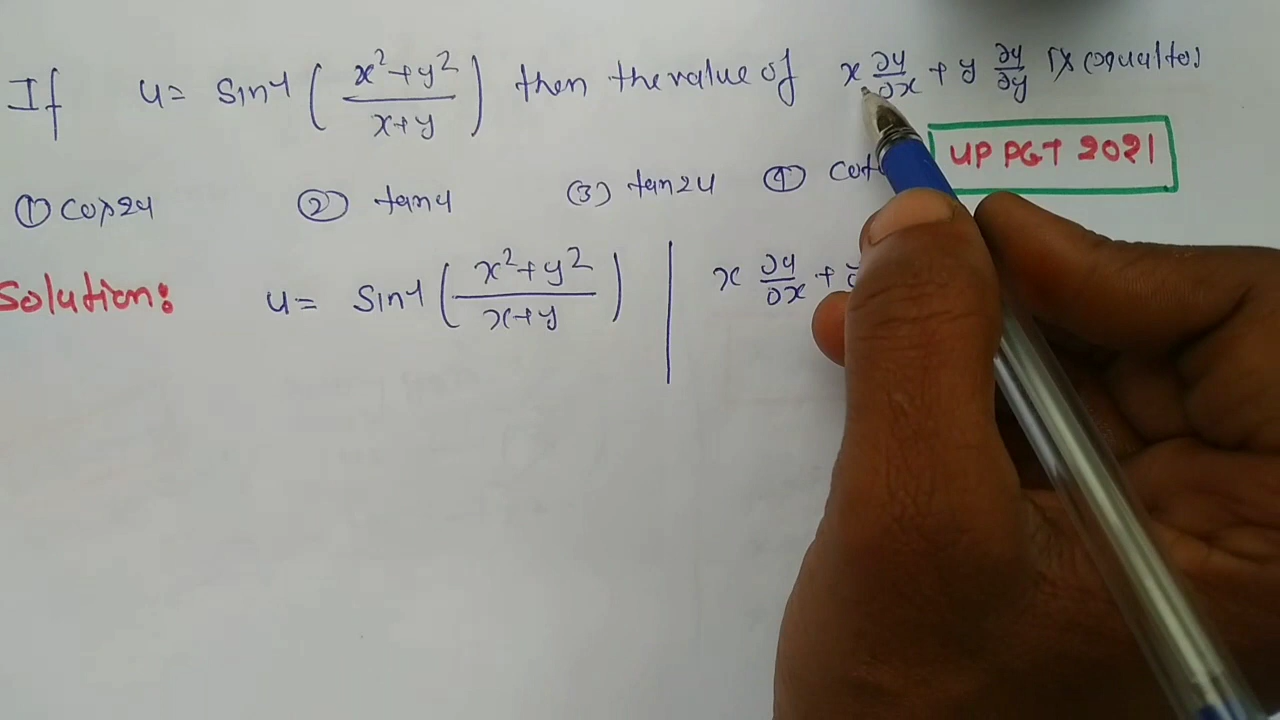 If u = sin⁻¹ ( x²+y² / x+y ) then the value of x ∂u/∂x + y ∂u/∂y is equal to
UP PGT 2021
① cos2u ② tanu (3) tan2u ④
Solution: u = sin⁻¹ ( x²+y² / x+y ) | x ∂u/∂x +